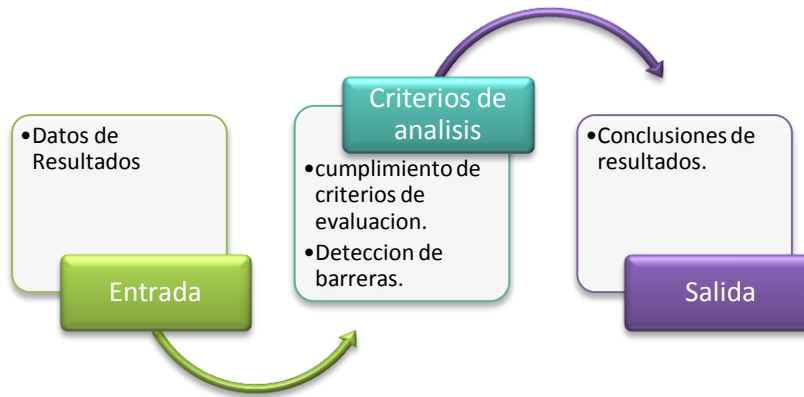 •Datos de
Resultados
Entrada
Criterios de
analisis
•cumplimiento de
criterios de
evaluacion.
•Deteccion de
barreras.
•Conclusiones de
resultados.
Salida